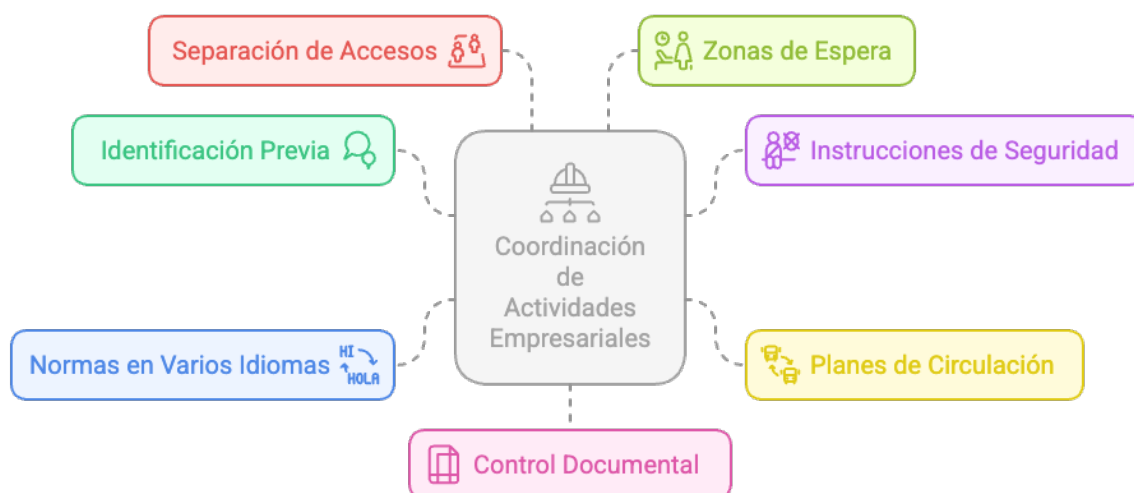 Separación de Accesos
Zonas de Espera
Identificación Previa
Instrucciones de Seguridad
Coordinación
de
Actividades
Empresariales
Normas en Varios Idiomas
HI
HOLA
Planes de Circulación
Control Documental